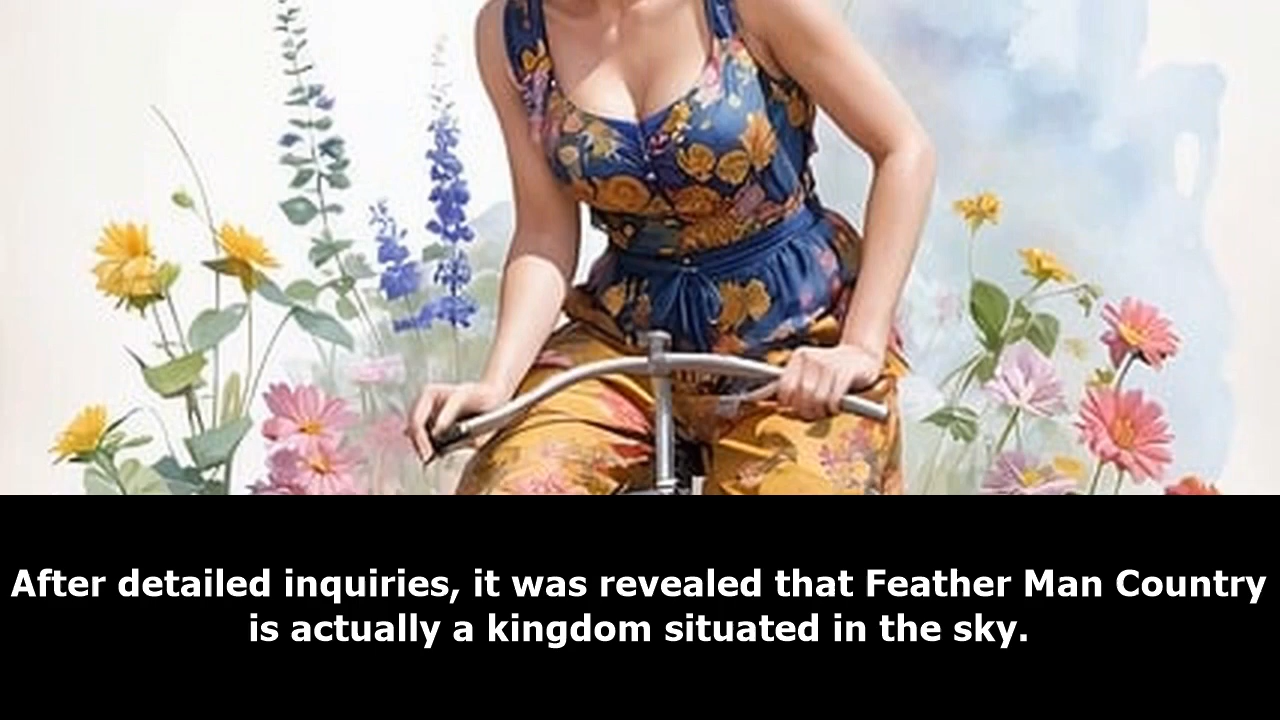 After detailed inquiries, it was revealed that Feather Man Country
is actually a kingdom situated in the sky.